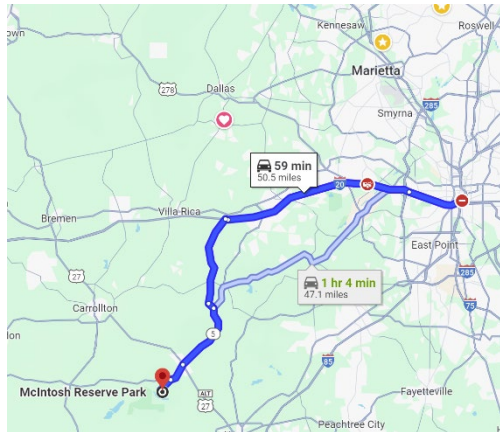 Kennesaw
Roswell
Marietta
Dallas
278
285
Smyrna
59 min
50.5 miles
20
Villa Rica
Bremen
East Point
27
1 hr 4 min
47.1 miles
285
75
Carrollton
5
85
McIntosh Reserve Park
ALT
27
Fayetteville
27
Peachtree City